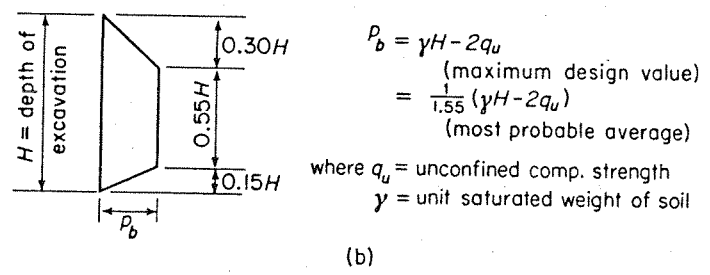 H = depth of
excavation
0.30H
0.55H
0.15H
P_b
P_b = γH – 2q_u
(maximum design value)
= 1/1.55 (γH – 2q_u)
(most probable average)
where q_u = unconfined comp. strength
γ = unit saturated weight of soil
(b)